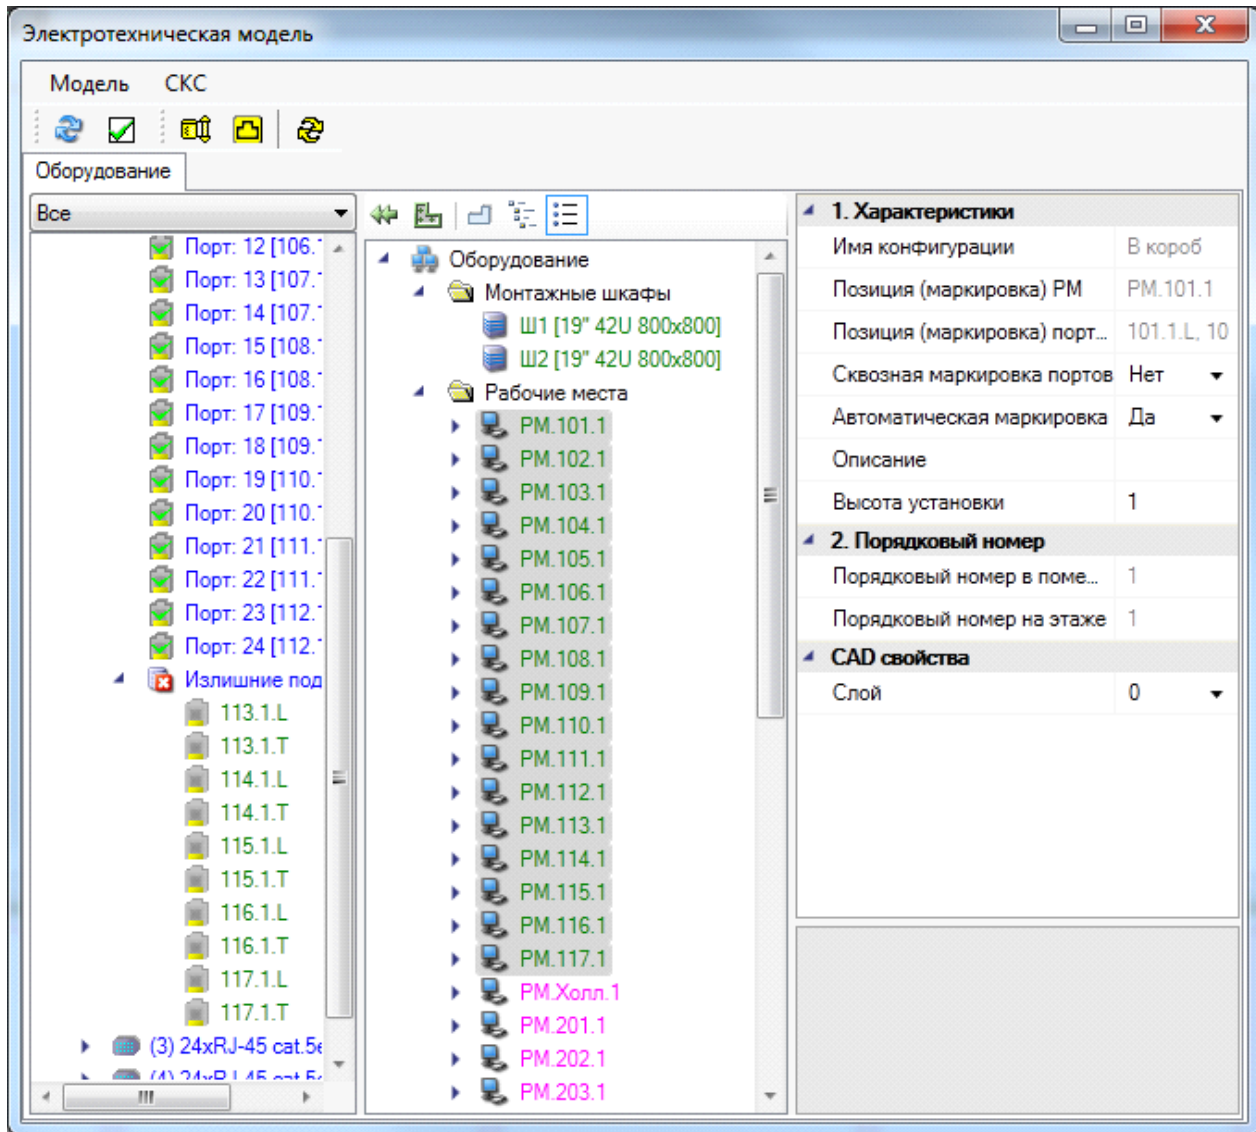 Электротехническая модель
Модель СКС
Оборудование
Все
Порт: 12 [106.
Порт: 13 [107.
Порт: 14 [107.
Порт: 15 [108.
Порт: 16 [108.
Порт: 17 [109.
Порт: 18 [109.
Порт: 19 [110.
Порт: 20 [110.
Порт: 21 [111.
Порт: 22 [111.
Порт: 23 [112.
Порт: 24 [112.
Излишние под
113.1.L
113.1.T
114.1.L
114.1.T
115.1.L
115.1.T
116.1.L
116.1.T
117.1.L
117.1.T
(3) 24xRJ-45 cat.5e
(4) 24xRJ-45 cat.5e
Оборудование
Монтажные шкафы
Ш1 [19" 42U 800x800]
Ш2 [19" 42U 800x800]
Рабочие места
РМ.101.1
РМ.102.1
РМ.103.1
РМ.104.1
РМ.105.1
РМ.106.1
РМ.107.1
РМ.108.1
РМ.109.1
РМ.110.1
РМ.111.1
РМ.112.1
РМ.113.1
РМ.114.1
РМ.115.1
РМ.116.1
РМ.117.1
РМ.Холл.1
РМ.201.1
РМ.202.1
РМ.203.1
1. Характеристики
Имя конфигурации В короб
Позиция (маркировка) РМ РМ.101.1
Позиция (маркировка) порт... 101.1.L, 10
Сквозная маркировка портов Нет
Автоматическая маркировка Да
Описание
Высота установки 1
2. Порядковый номер
Порядковый номер в поме... 1
Порядковый номер на этаже 1
CAD свойства
Слой 0